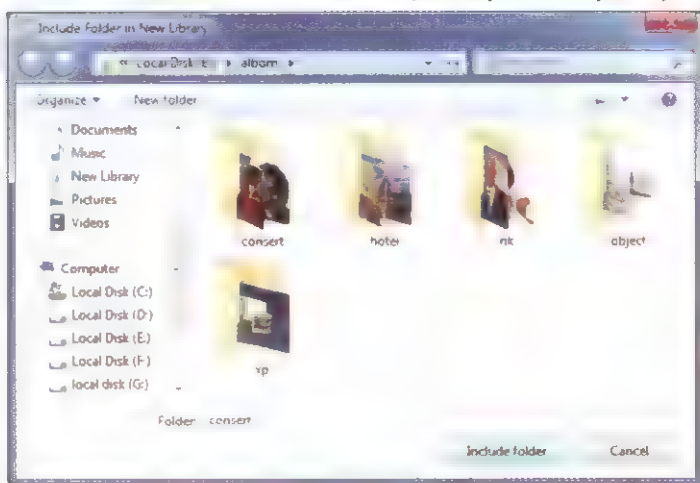 Include Folder in New Library
« Local Disk (E:) ▸ albom ▸
Organize ▾ New folder
Documents
Music
New Library
Pictures
Videos
Computer
Local Disk (C:)
Local Disk (D:)
Local Disk (E:)
Local Disk (F:)
local disk (G:)
consert
hotel
object
xp
Folder: consert
Include folder
Cancel